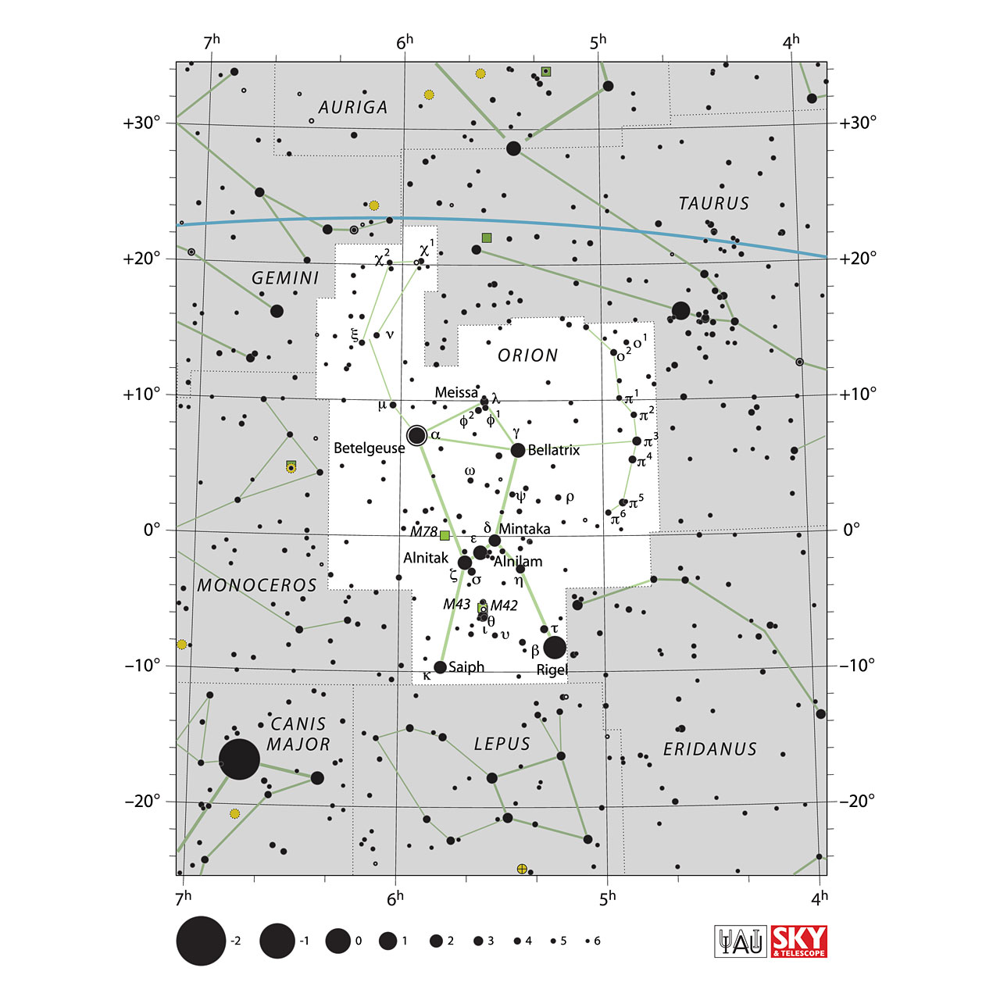 7h 6h 5h 4h
+30° +30°
AURIGA
TAURUS
+20° +20°
χ2 χ1
GEMINI
ξ ν
ο1
ο2
ORION
+10° +10°
Meissa λ
μ
φ2 φ1
π1
π2
α
γ
π3
Betelgeuse
Bellatrix
π4
ω
ψ ρ
π5
π6
0° 0°
M78
δ Mintaka
ε
Alnitak
Alnilam
ζ σ η
MONOCEROS
M43 M42
θ
ι υ
τ
β
−10° −10°
Saiph
κ
Rigel
CANIS
MAJOR
LEPUS
ERIDANUS
−20° −20°
7h 6h 5h 4h
-2 -1 0 1 2 3 4 5 6
IAU
SKY
& TELESCOPE